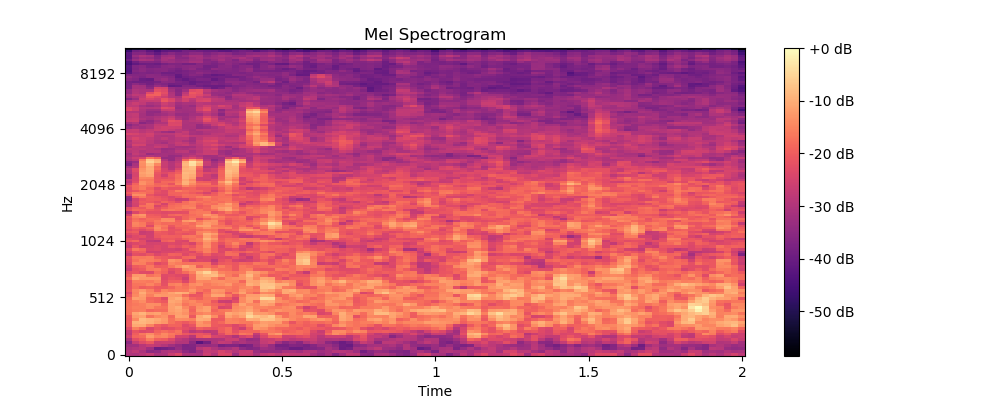 Mel Spectrogram
Hz
8192
4096
2048
1024
512
0
0 0.5 1 1.5 2
Time
+0 dB
-10 dB
-20 dB
-30 dB
-40 dB
-50 dB